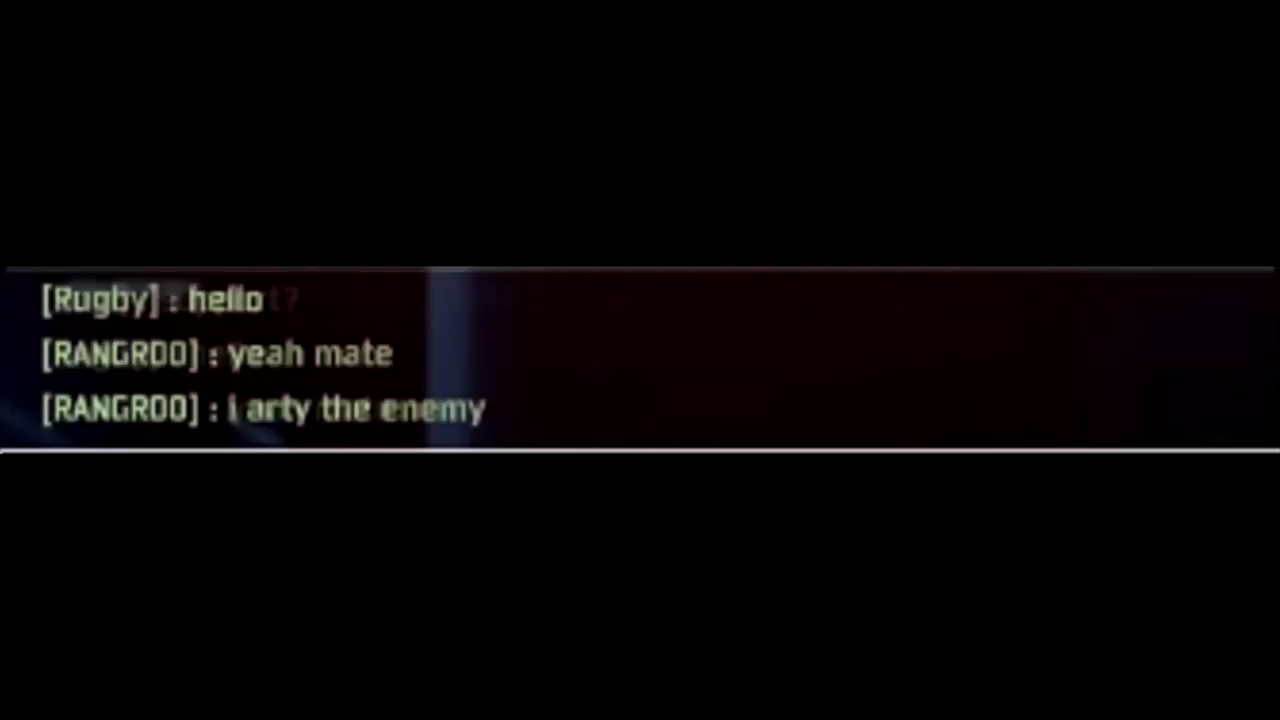 [Rugby] : hello
[RANGROO] : yeah mate
[RANGROO] : i arty the enemy